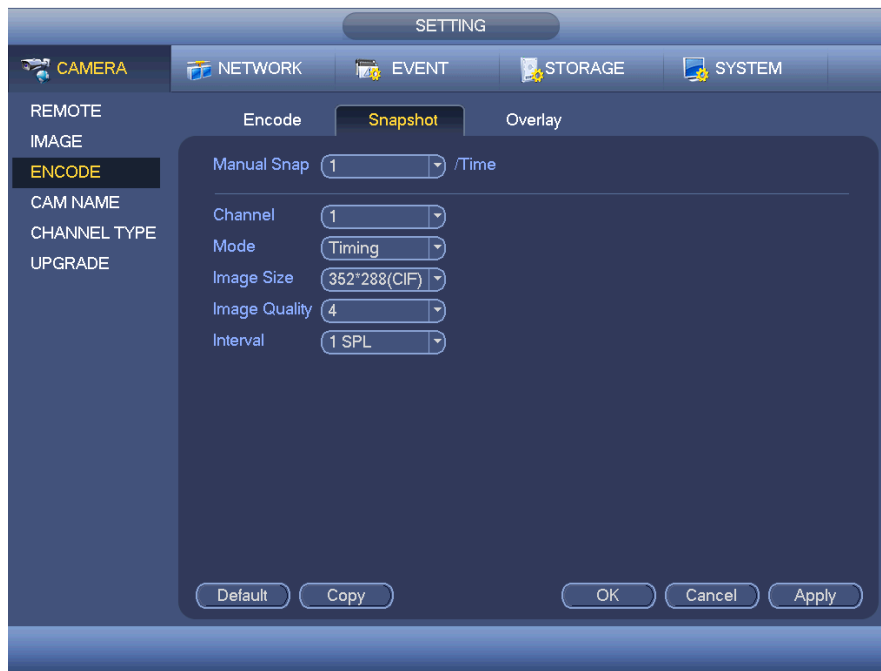 SETTING
CAMERA NETWORK EVENT STORAGE SYSTEM
REMOTE
IMAGE
ENCODE
CAM NAME
CHANNEL TYPE
UPGRADE
Encode Snapshot Overlay
Manual Snap 1 /Time
Channel 1
Mode Timing
Image Size 352*288(CIF)
Image Quality 4
Interval 1 SPL
Default Copy OK Cancel Apply